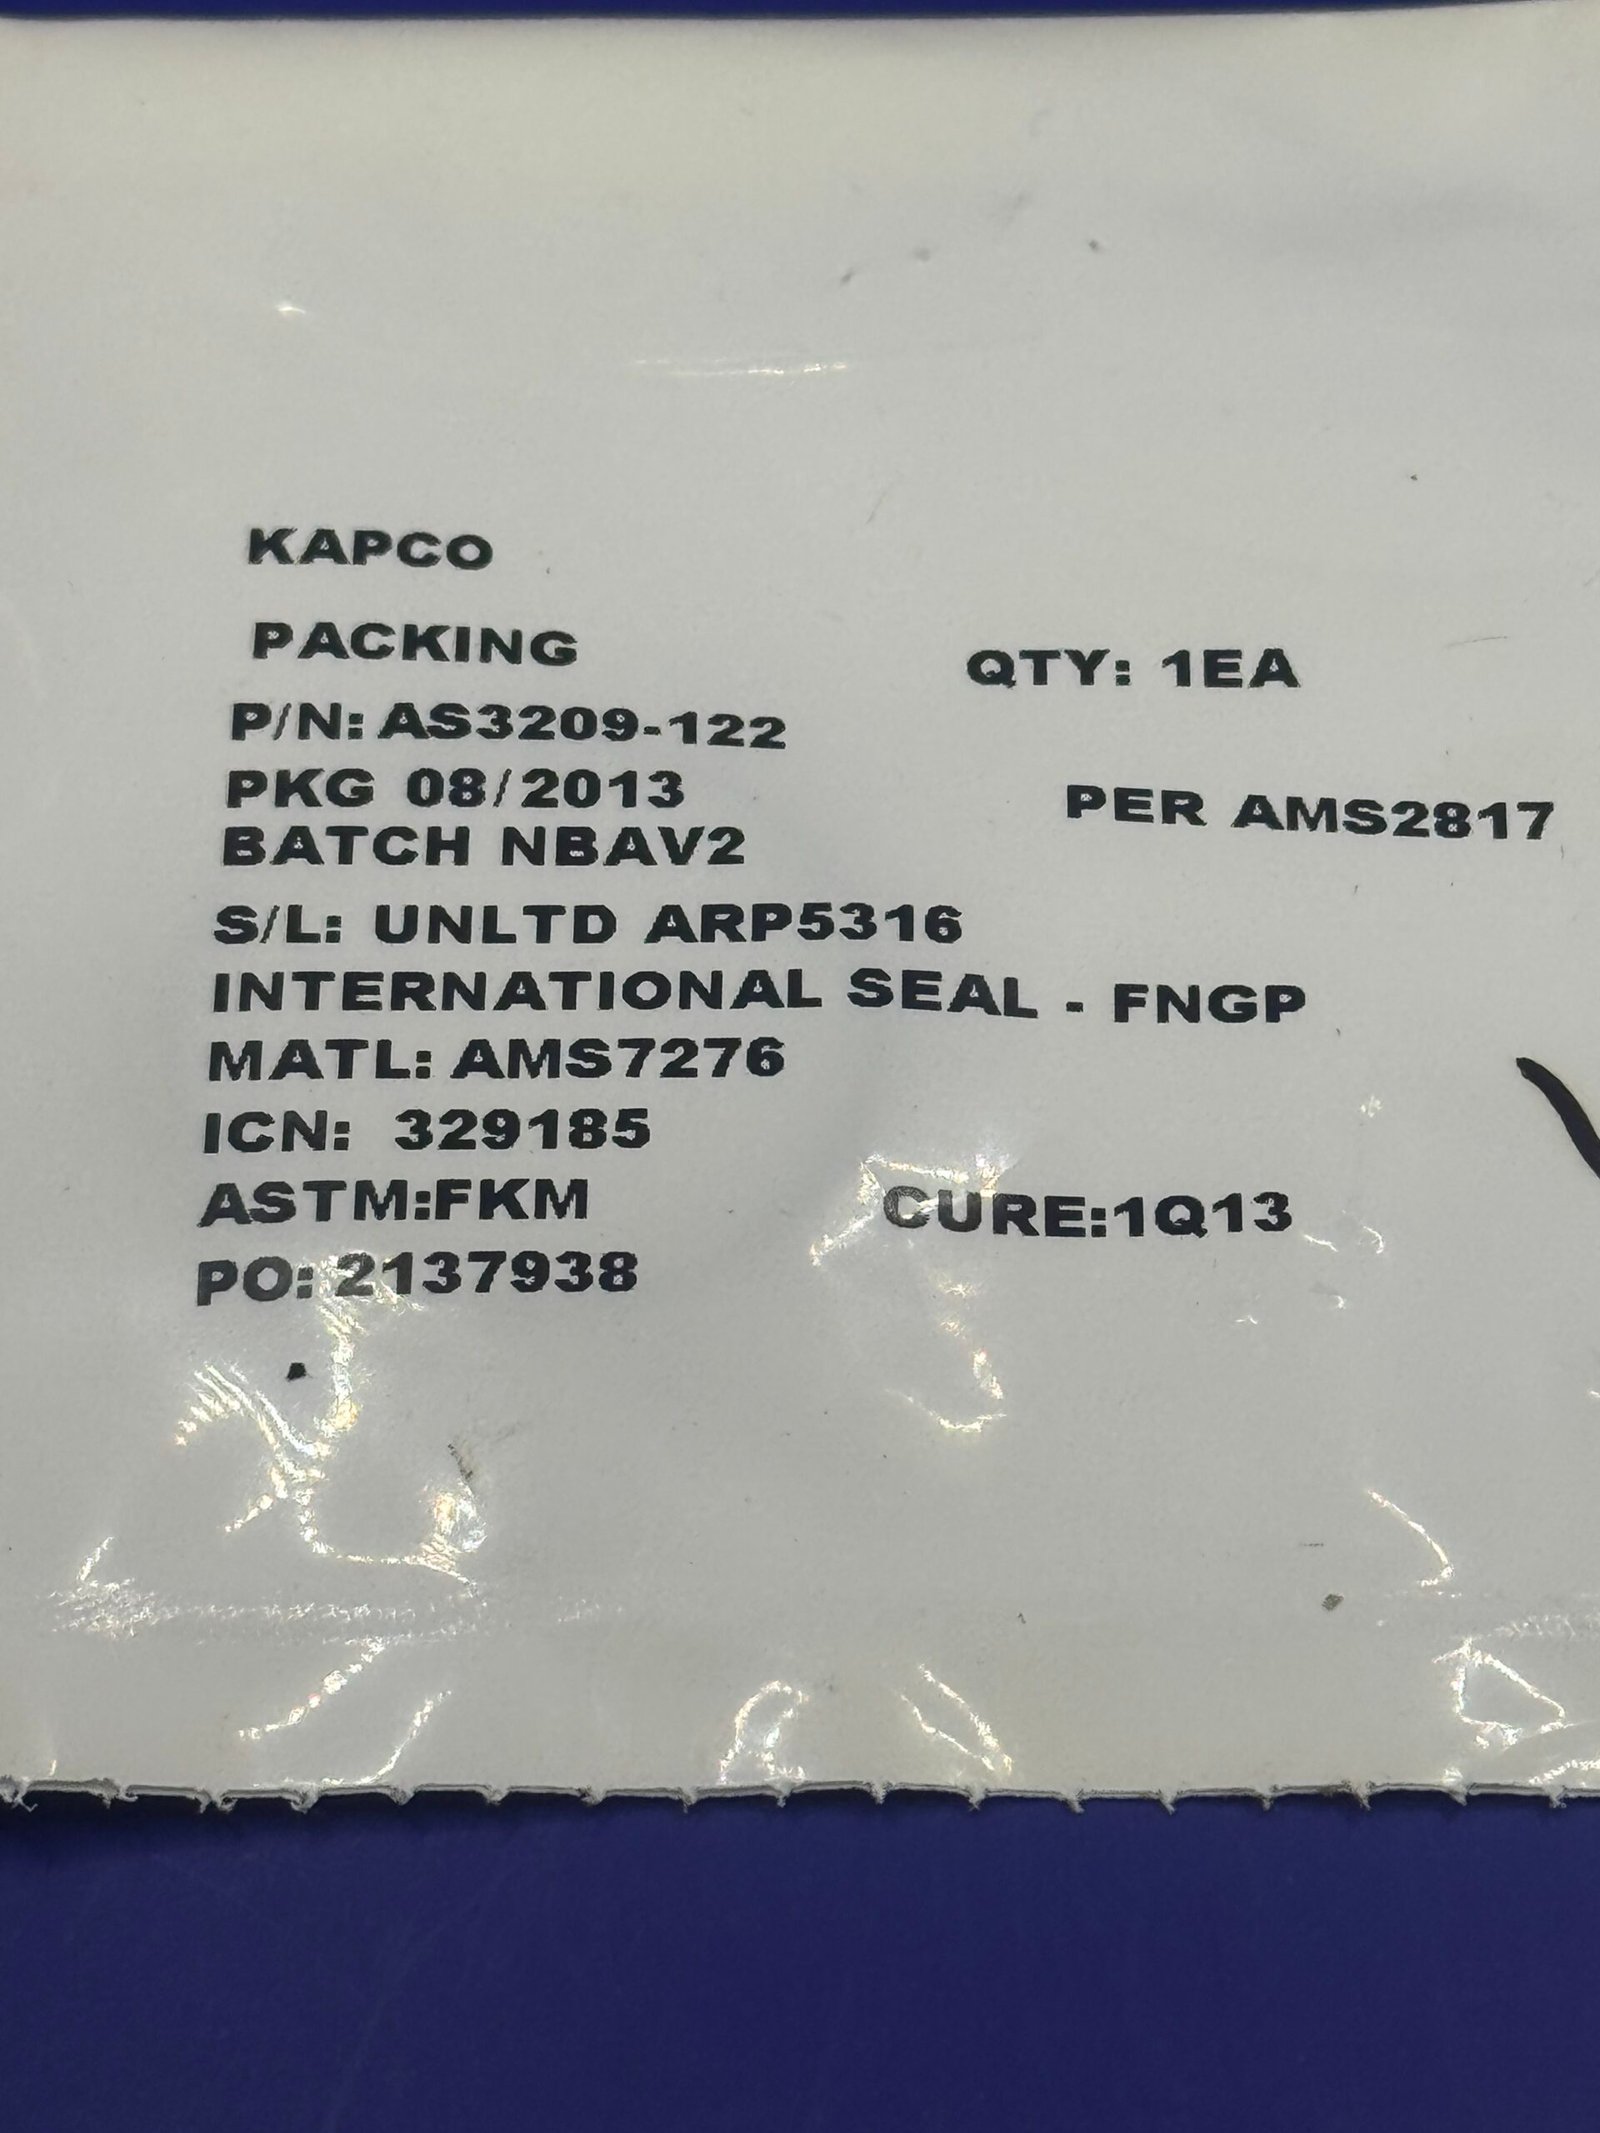 KAPCO
PACKING QTY: 1EA
P/N: AS3209-122
PKG 08/2013 PER AMS2817
BATCH NBAV2
S/L: UNLTD ARP5316
INTERNATIONAL SEAL - FNGP
MATL: AMS7276
ICN: 329185
ASTM:FKM CURE:1Q13
PO: 2137938